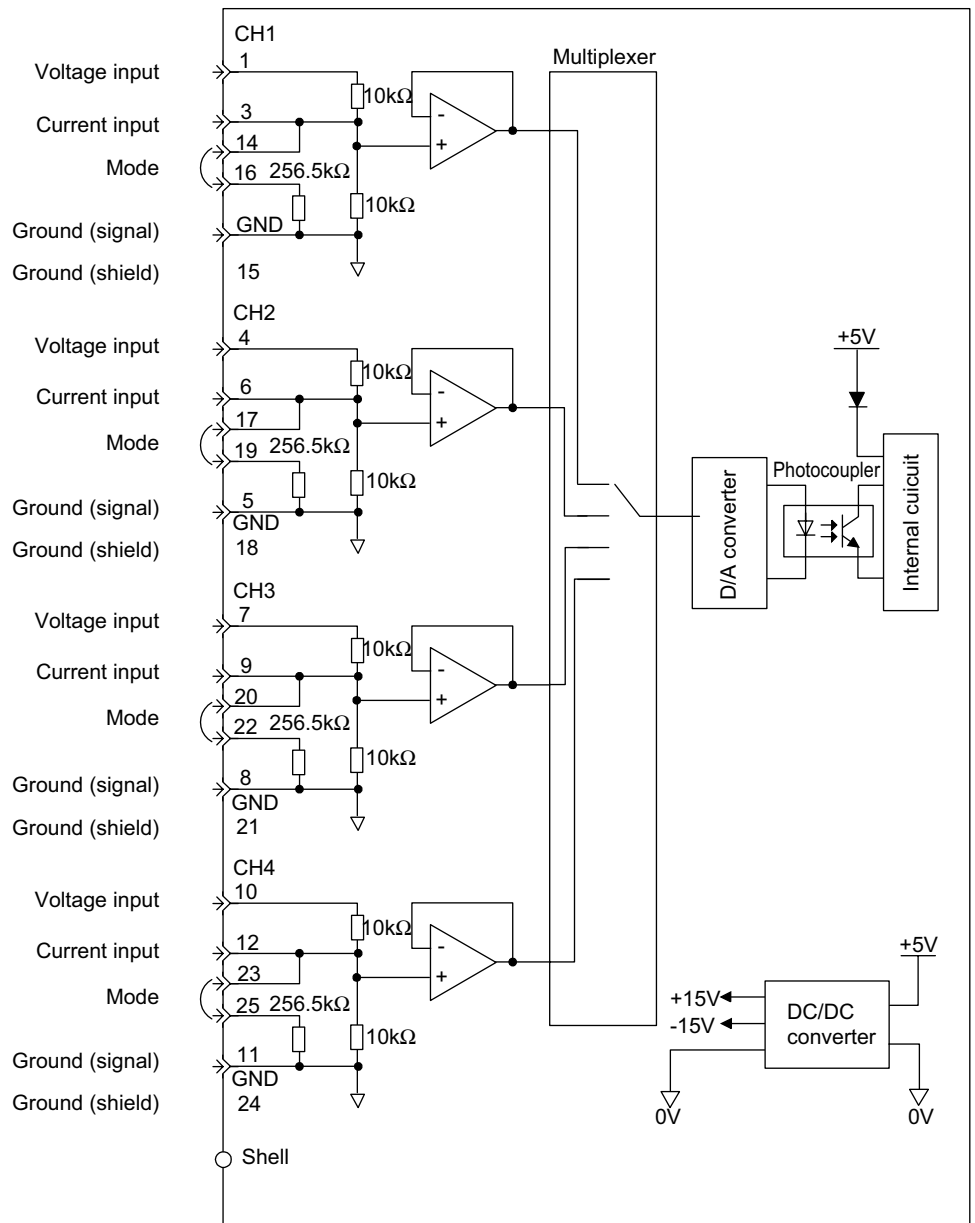 CH1
Voltage input
1
10kΩ
Current input
3
14
Mode
16
256.5kΩ
10kΩ
Ground (signal)
GND
Ground (shield)
15
CH2
Voltage input
4
10kΩ
Current input
6
17
Mode
19
256.5kΩ
10kΩ
Ground (signal)
5
GND
Ground (shield)
18
CH3
Voltage input
7
10kΩ
Current input
9
20
Mode
22
256.5kΩ
10kΩ
Ground (signal)
8
GND
Ground (shield)
21
CH4
Voltage input
10
10kΩ
Current input
12
23
Mode
25
256.5kΩ
10kΩ
Ground (signal)
11
GND
Ground (shield)
24
Shell
-
+
-
+
-
+
-
+
Multiplexer
D/A converter
Photocoupler
+5V
Internal cuicuit
+5V
+15V
-15V
DC/DC
converter
0V
0V